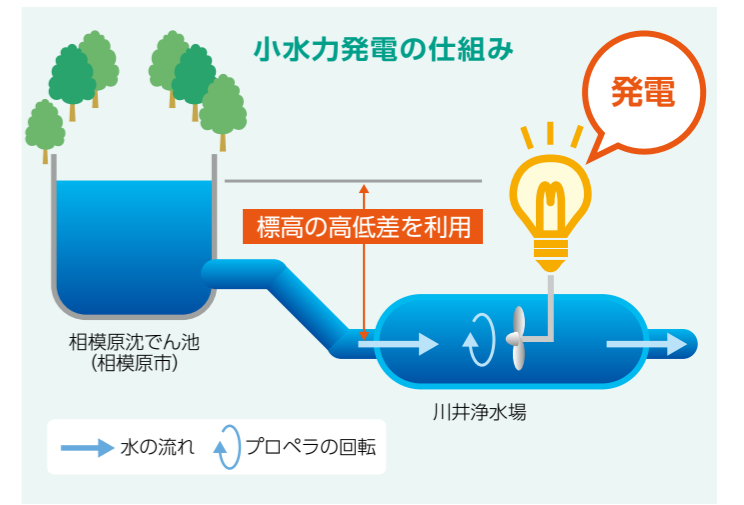 小水力発電の仕組み
発電
標高の高低差を利用
相模原沈でん池
(相模原市)
川井浄水場
水の流れ
プロペラの回転